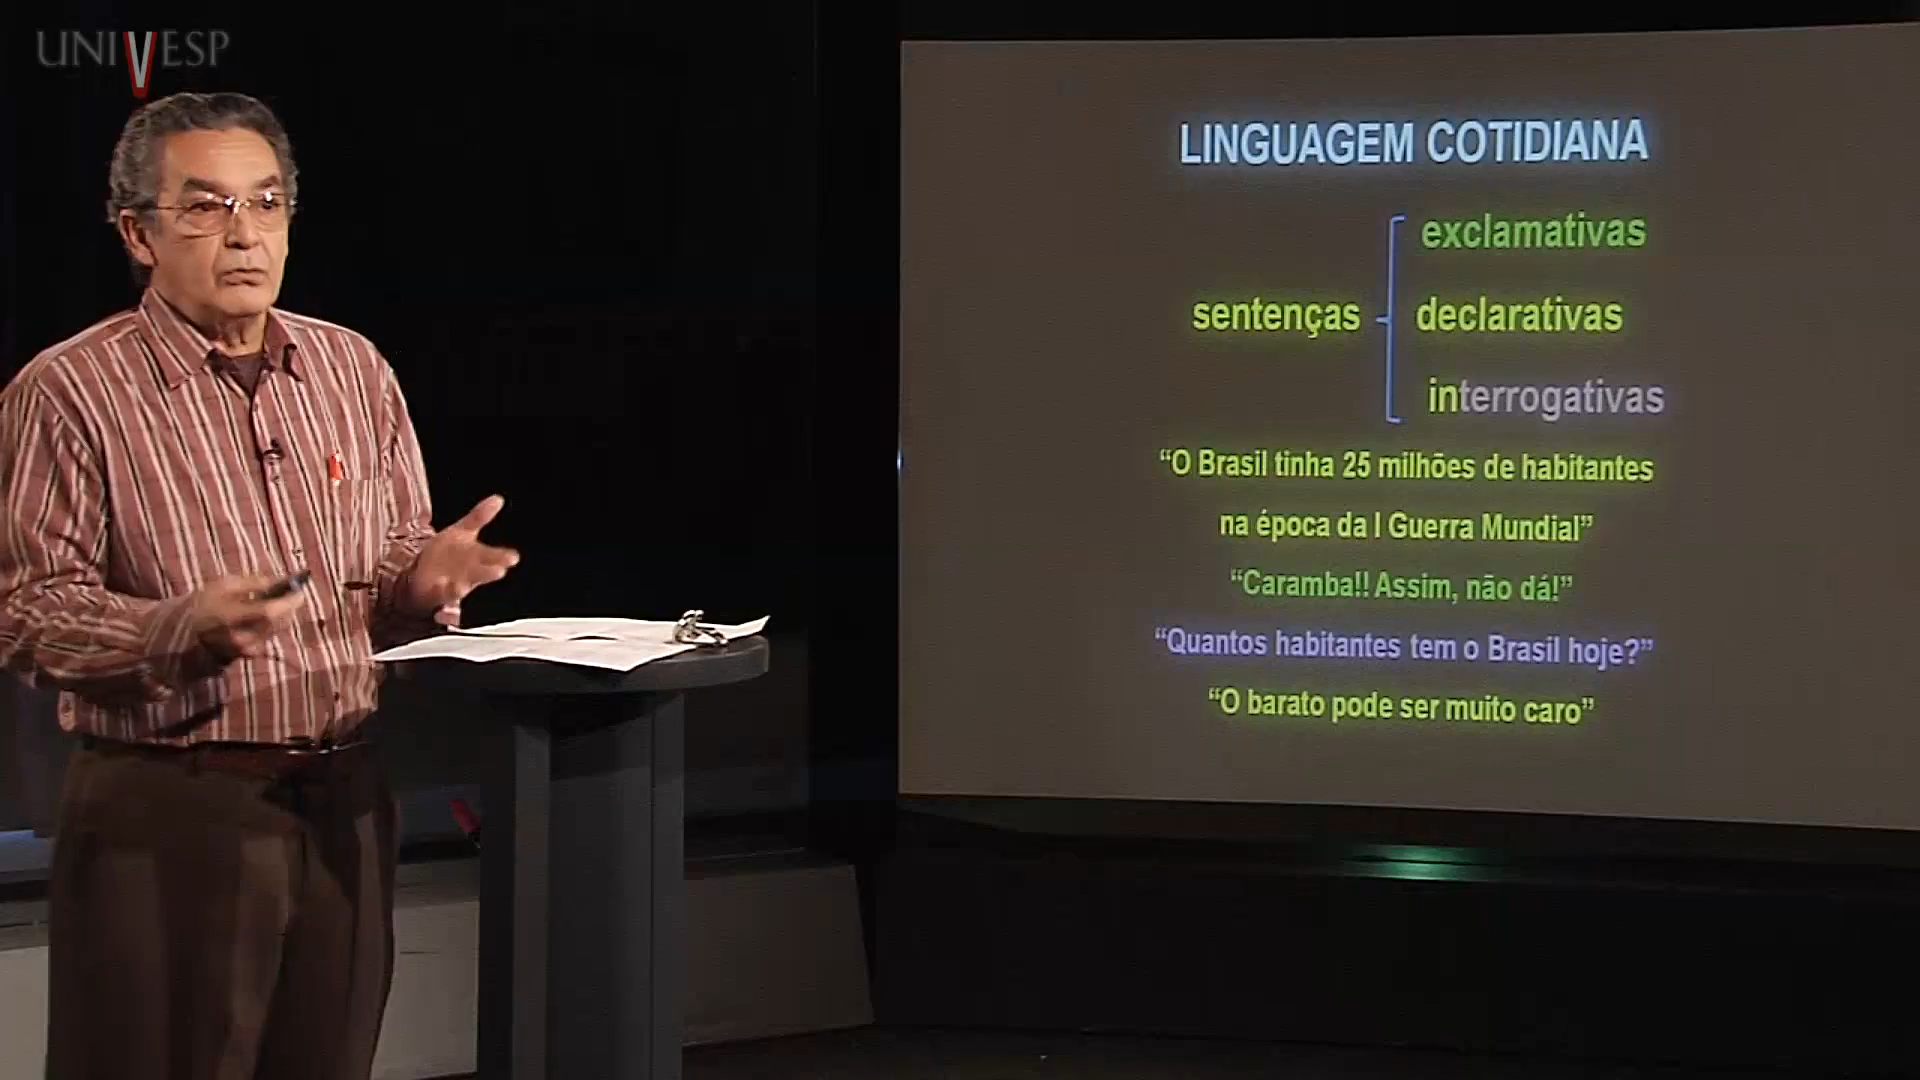 UNIVESP
LINGUAGEM COTIDIANA
exclamativas
sentenças
declarativas
interrogativas
“O Brasil tinha 25 milhões de habitantes
na época da I Guerra Mundial”
“Caramba!! Assim, não dá!”
“Quantos habitantes tem o Brasil hoje?”
“O barato pode ser muito caro”